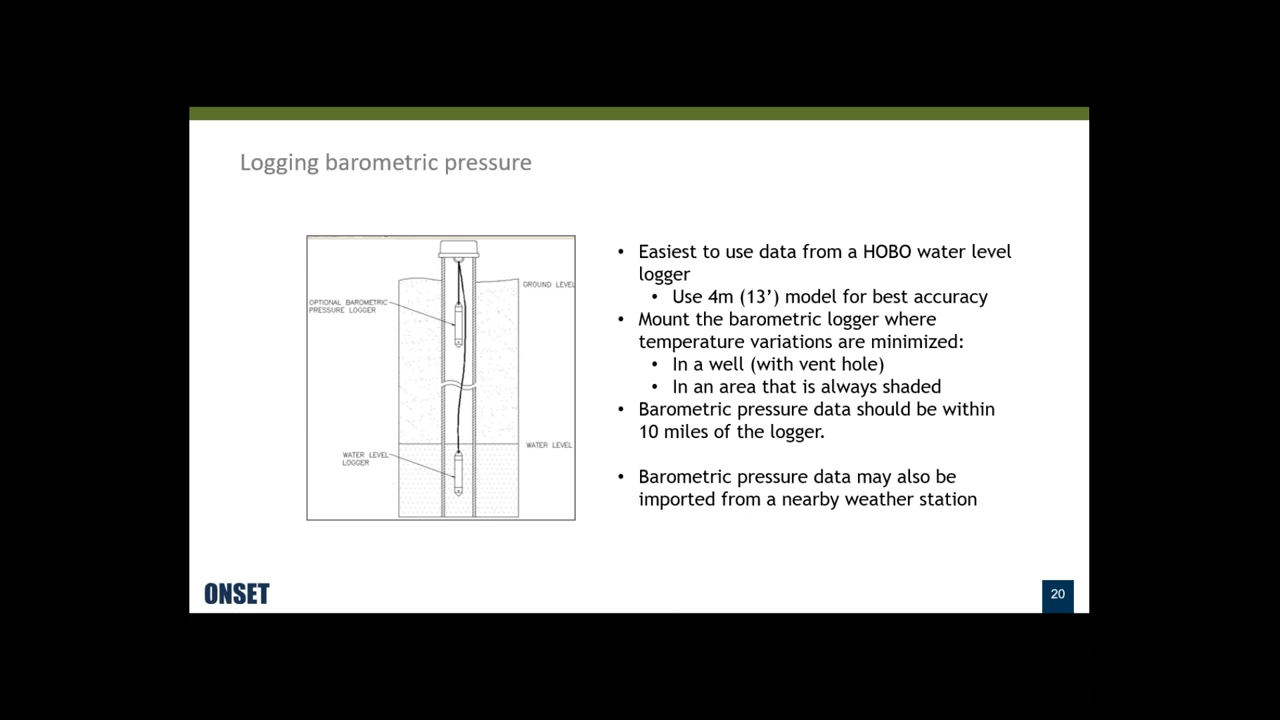 Logging barometric pressure
OPTIONAL BAROMETRIC
PRESSURE LOGGER
GROUND LEVEL
WATER LEVEL
WATER LEVEL
LOGGER
• Easiest to use data from a HOBO water level
logger
• Use 4m (13’) model for best accuracy
• Mount the barometric logger where
temperature variations are minimized:
• In a well (with vent hole)
• In an area that is always shaded
• Barometric pressure data should be within
10 miles of the logger.
• Barometric pressure data may also be
imported from a nearby weather station
ONSET
20